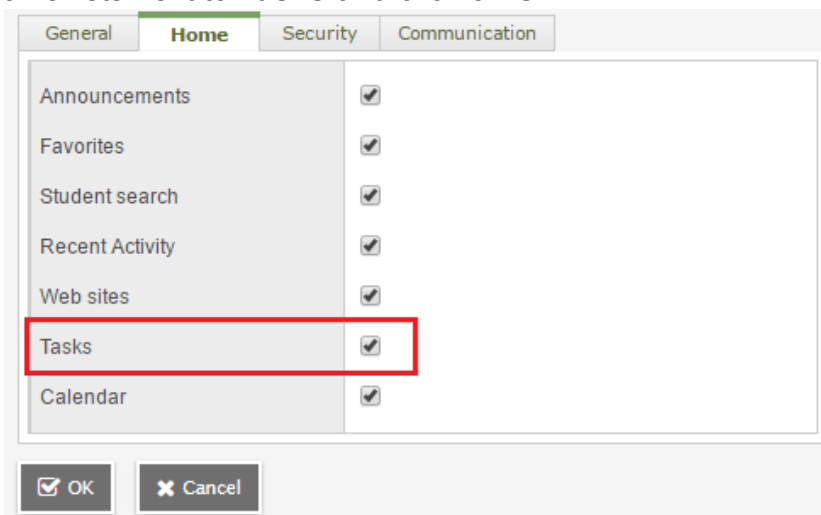 General Home Security Communication
Announcements
Favorites
Student search
Recent Activity
Web sites
Tasks
Calendar
OK Cancel